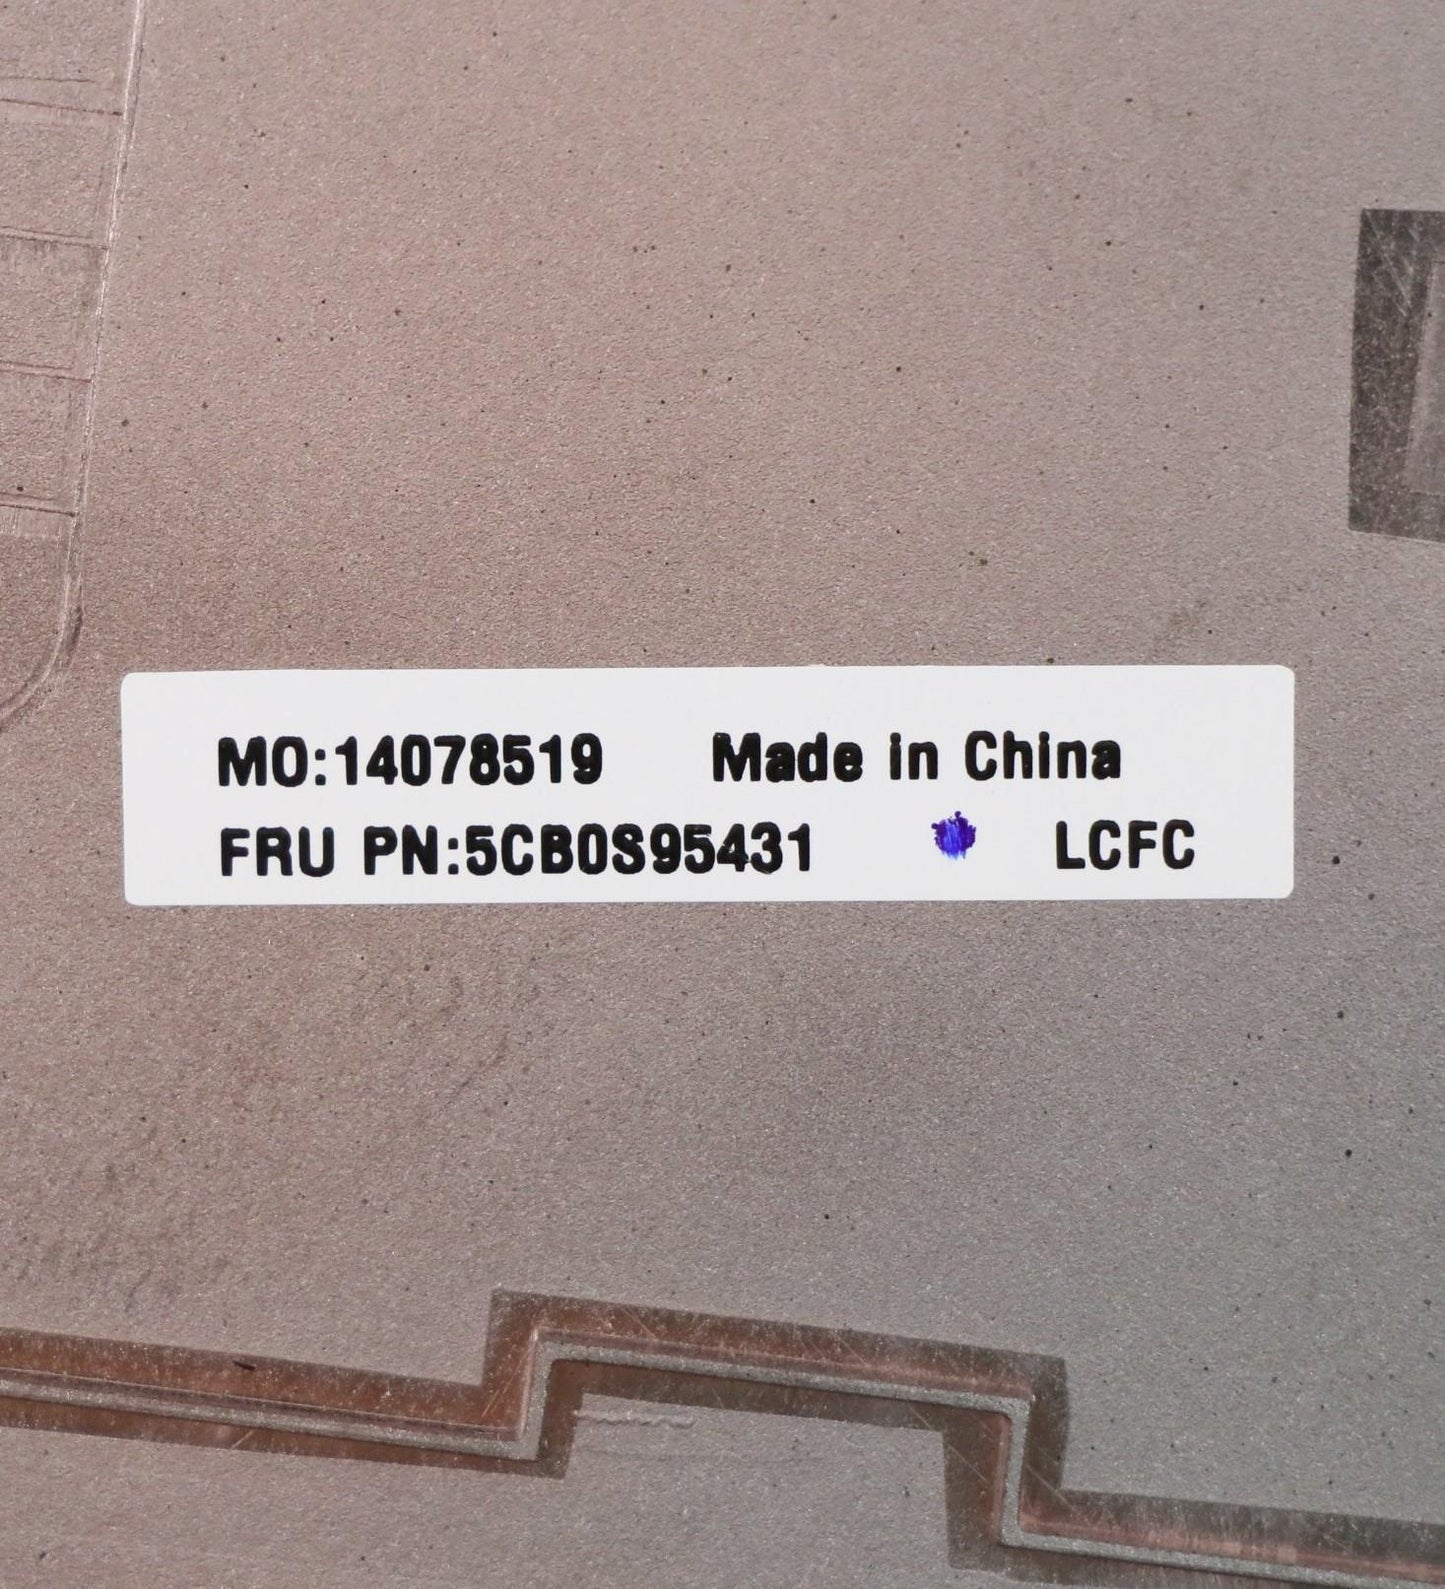 MO:14078519 Made in China
FRU PN:5CB0S95431 LCFC